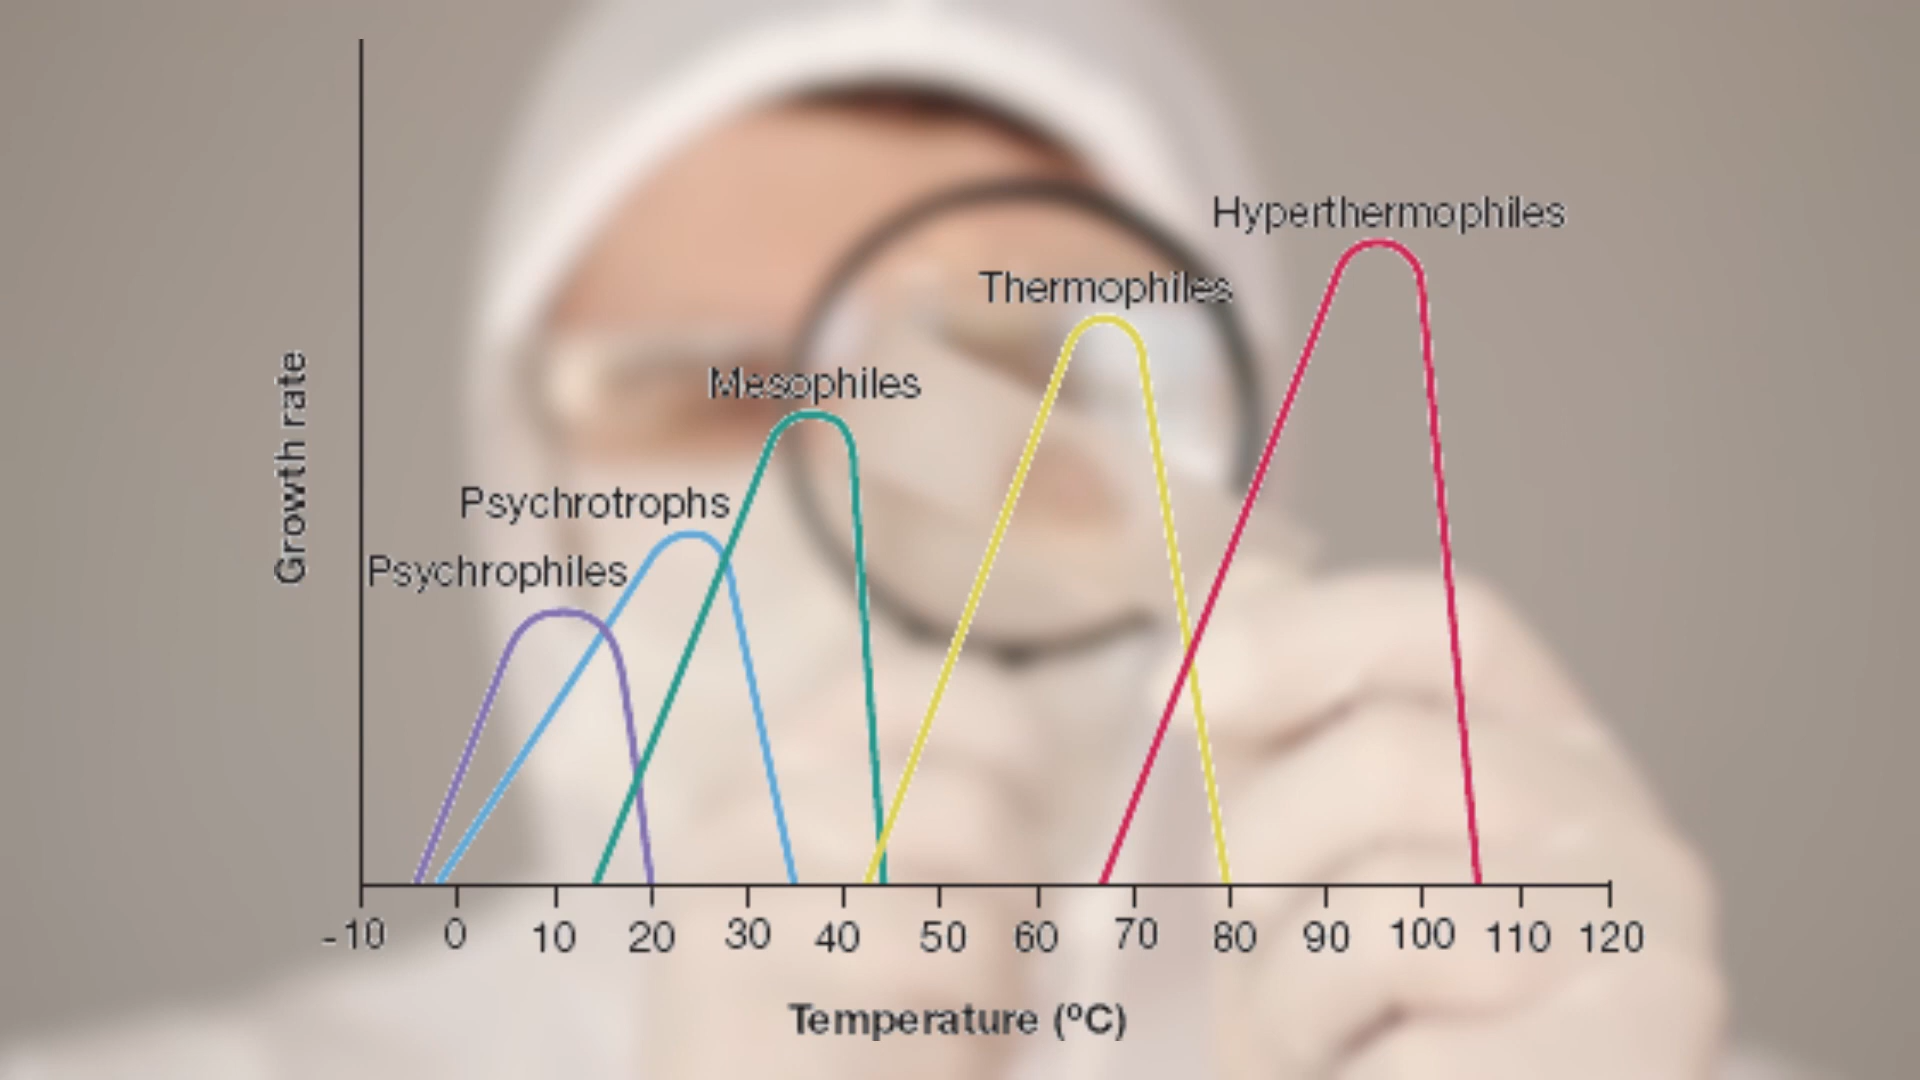 Hyperthermophiles
Thermophiles
Mesophiles
Psychrotrophs
Psychrophiles
Growth rate
-10 0 10 20 30 40 50 60 70 80 90 100 110 120
Temperature (ºC)